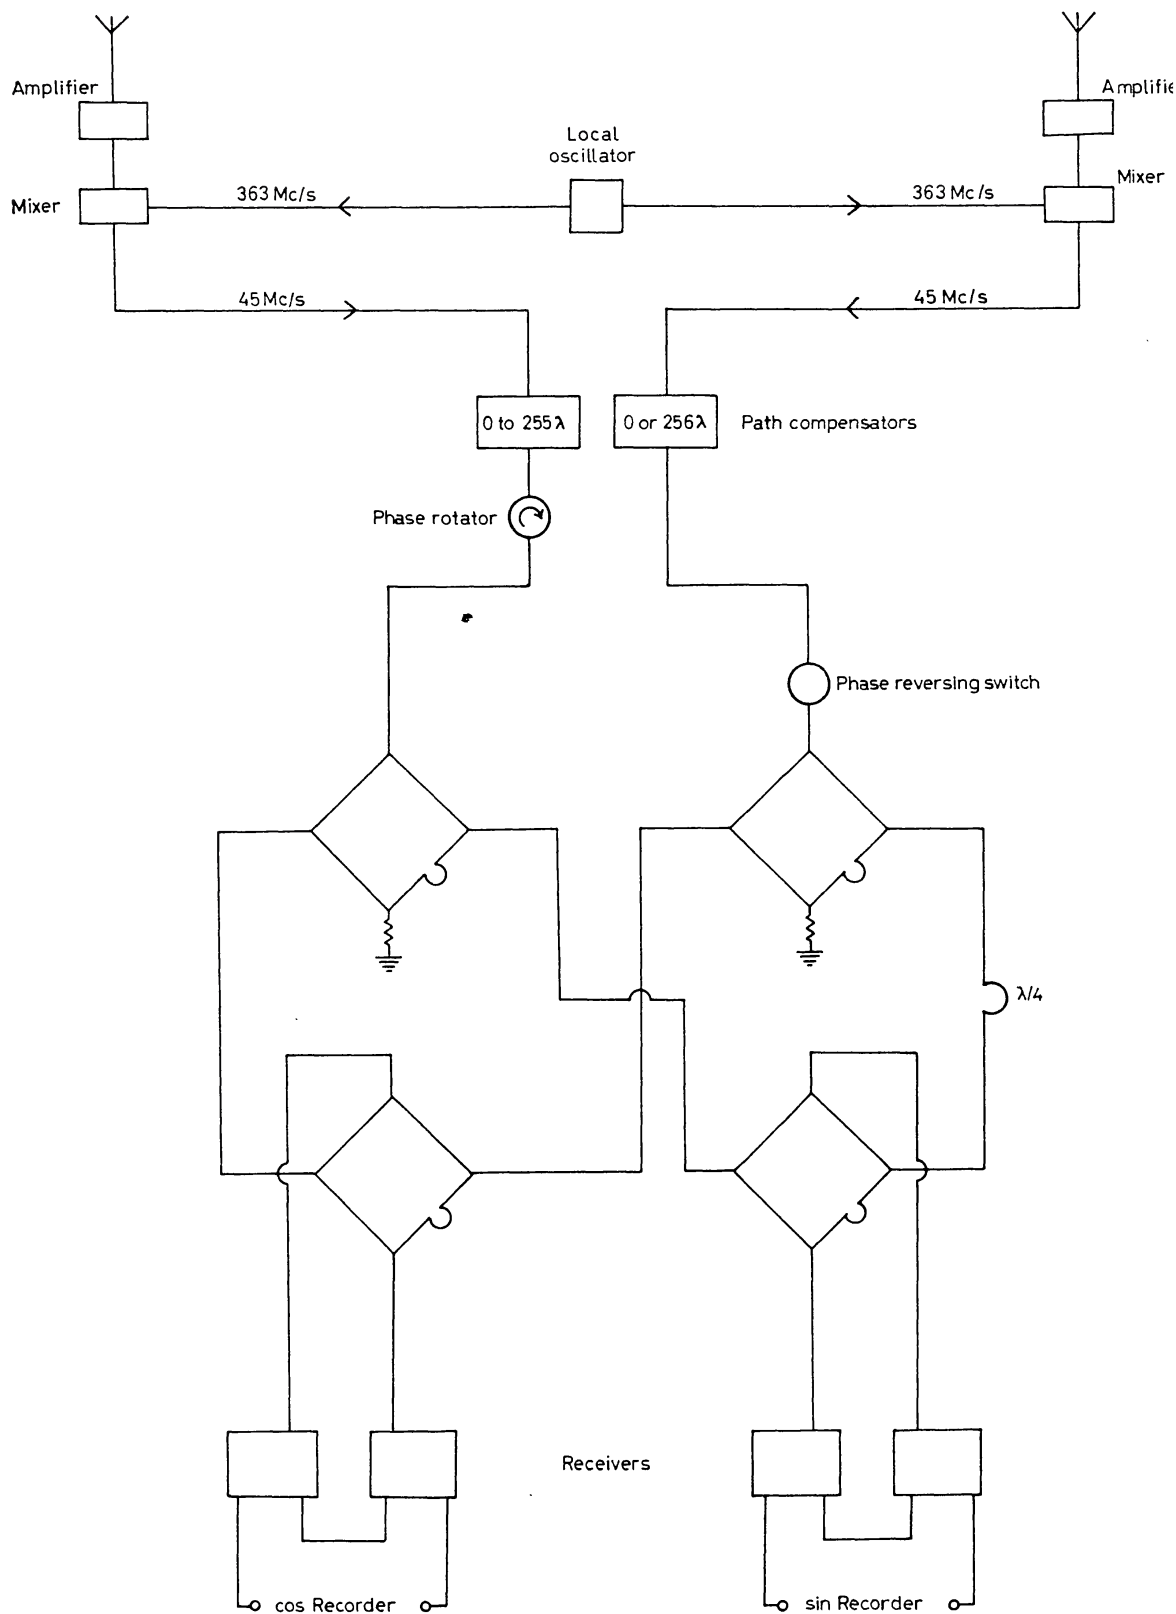 Amplifier
Amplifie
Local
oscillator
Mixer
363 Mc/s
363 Mc/s
Mixer
45 Mc/s
45 Mc/s
0 to 255λ
0 or 256λ
Path compensators
Phase rotator
Phase reversing switch
λ/4
Receivers
cos Recorder
sin Recorder